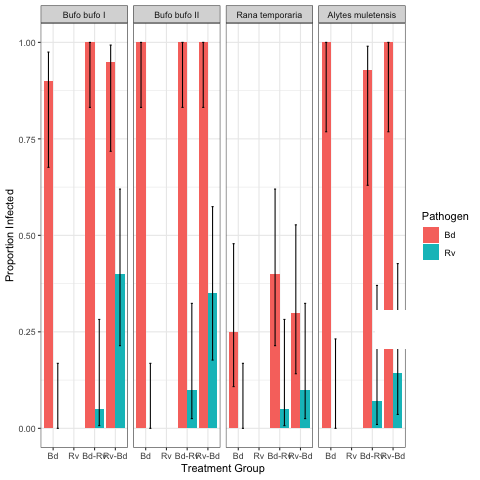 Bufo bufo I Bufo bufo II Rana temporaria Alytes muletensis
1.00
0.75
0.50
0.25
0.00
Proportion Infected
Pathogen
Bd
Rv
Bd Rv Bd-Rv Rv-Bd Bd Rv Bd-Rv Rv-Bd Bd Rv Bd-Rv Rv-Bd Bd Rv Bd-Rv Rv-Bd
Treatment Group